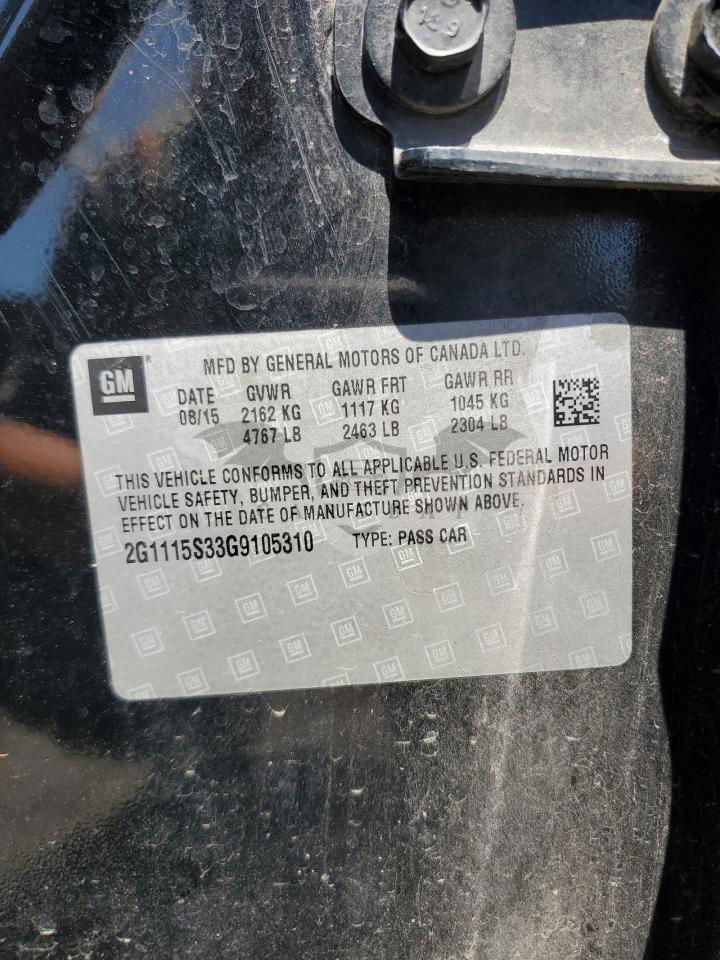 149
GM
MFD BY GENERAL MOTORS OF CANADA LTD.
DATE GVWR GAWR FRT GAWR RR
08/15 2162 KG 1117 KG 1045 KG
4767 LB 2463 LB 2304 LB
THIS VEHICLE CONFORMS TO ALL APPLICABLE U.S. FEDERAL MOTOR
VEHICLE SAFETY, BUMPER, AND THEFT PREVENTION STANDARDS IN
EFFECT ON THE DATE OF MANUFACTURE SHOWN ABOVE.
2G1115S33G9105310 TYPE: PASS CAR